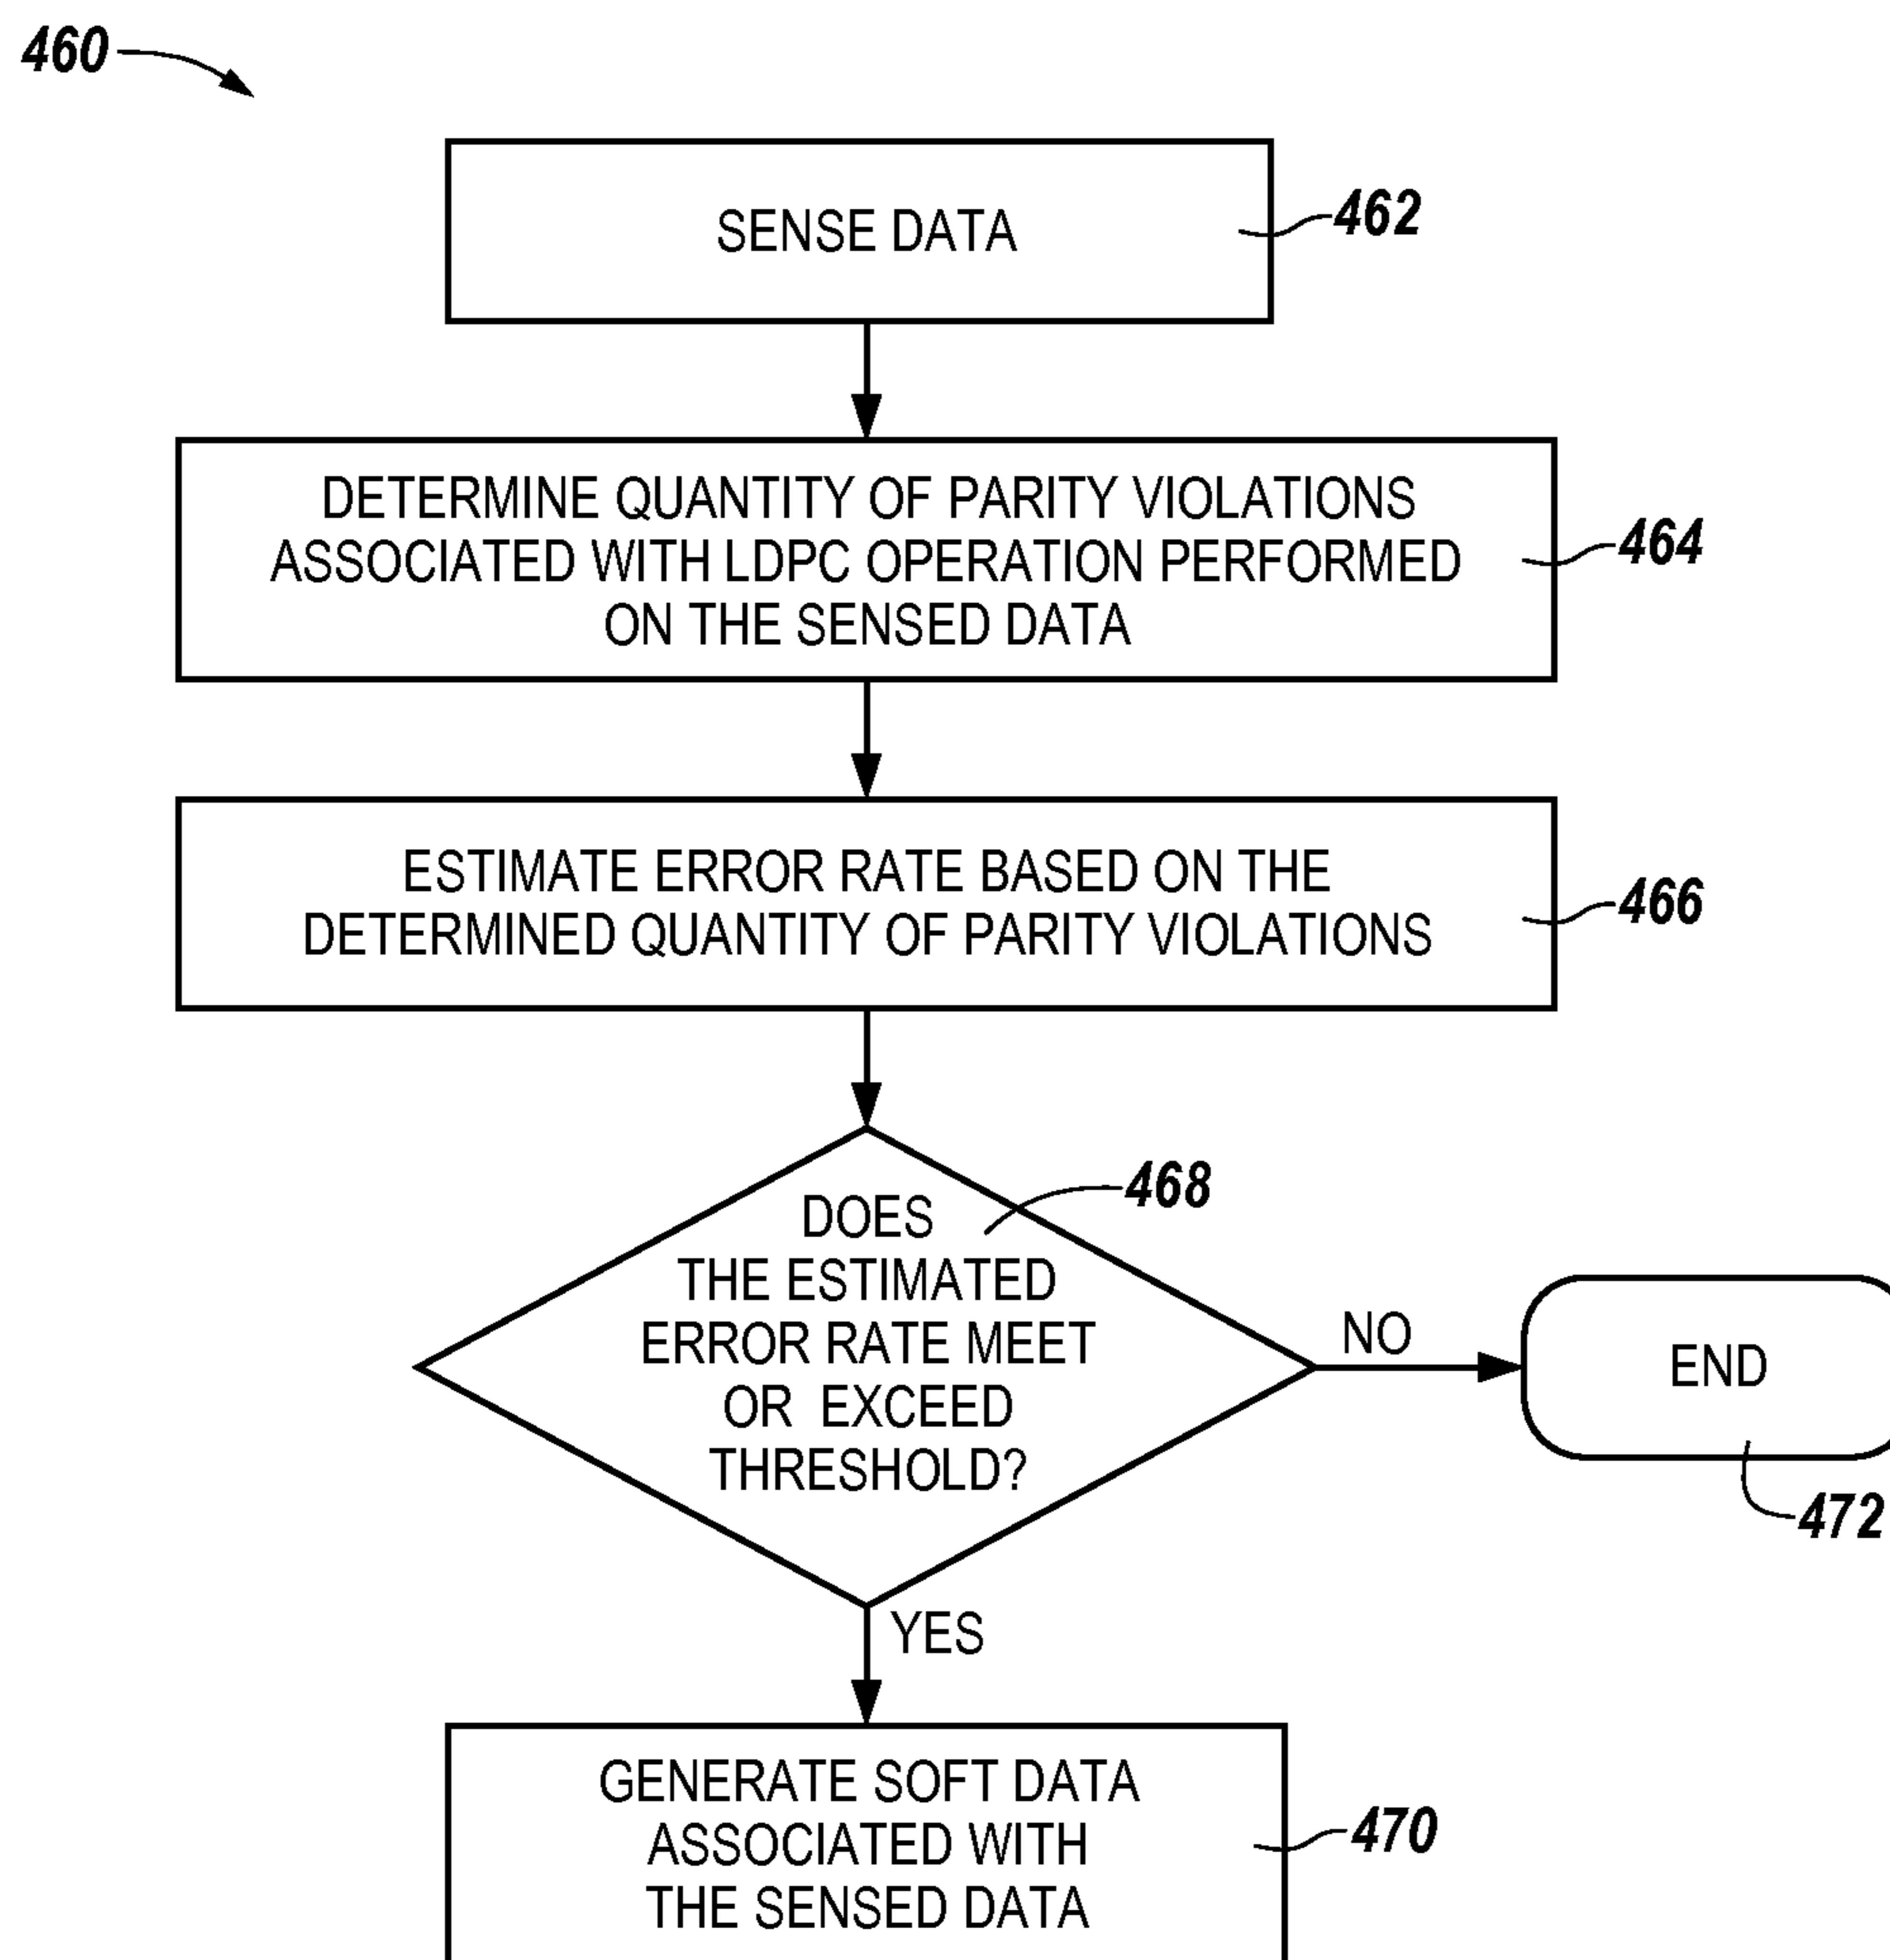 460
SENSE DATA
462
DETERMINE QUANTITY OF PARITY VIOLATIONS
ASSOCIATED WITH LDPC OPERATION PERFORMED
ON THE SENSED DATA
464
ESTIMATE ERROR RATE BASED ON THE
DETERMINED QUANTITY OF PARITY VIOLATIONS
466
DOES
THE ESTIMATED
ERROR RATE MEET
OR EXCEED
THRESHOLD?
468
NO
END
472
YES
GENERATE SOFT DATA
ASSOCIATED WITH
THE SENSED DATA
470